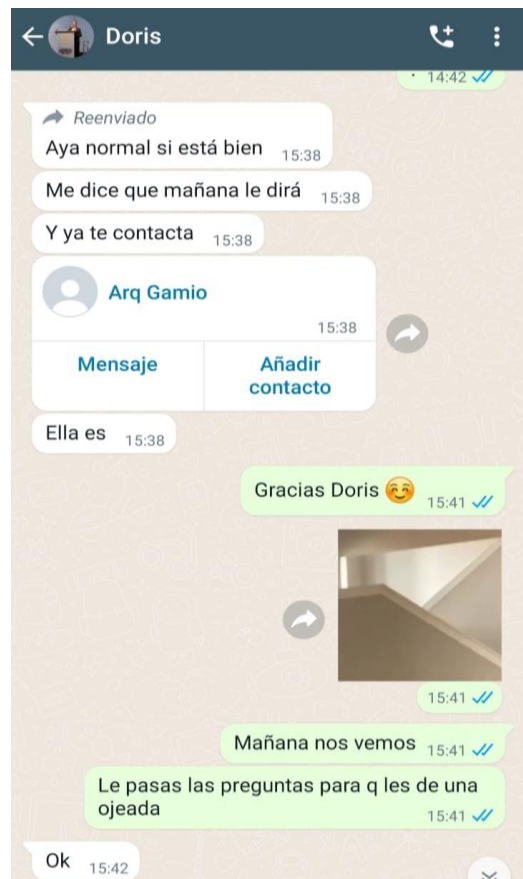 Doris
14:42
Reenviado
Aya normal si está bien 15:38
Me dice que mañana le dirá 15:38
Y ya te contacta 15:38
Arq Gamio
15:38
Mensaje Añadir
contacto
Ella es 15:38
Gracias Doris ☺️ 15:41
15:41
Mañana nos vemos 15:41
Le pasas las preguntas para q les de una
ojeada 15:41
Ok 15:42